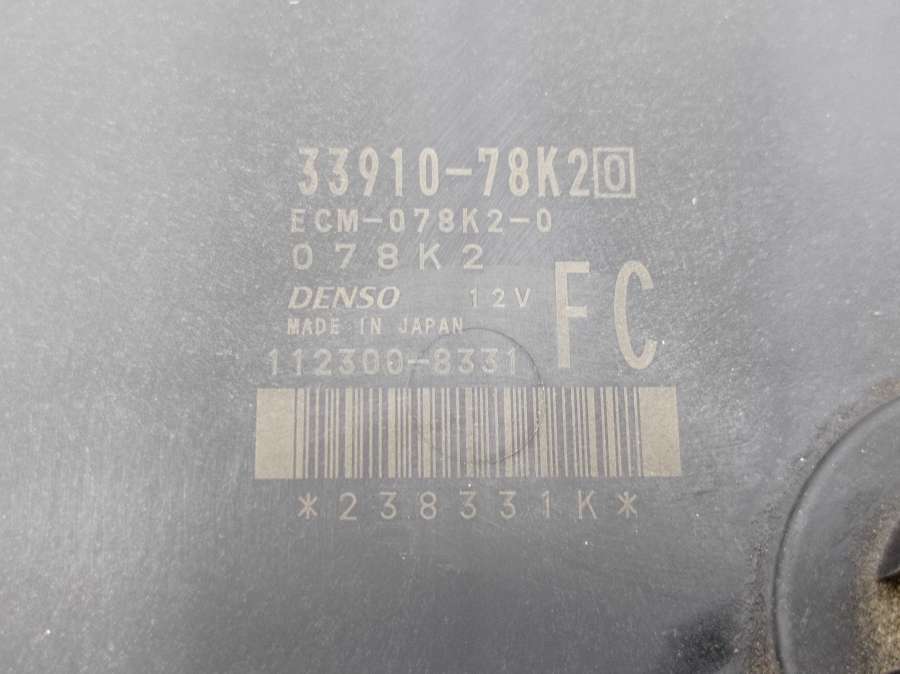 33910-78K20
ECM-078K2-0
078K2
DENSO 12V FC
MADE IN JAPAN
112300-8331
*238331K*